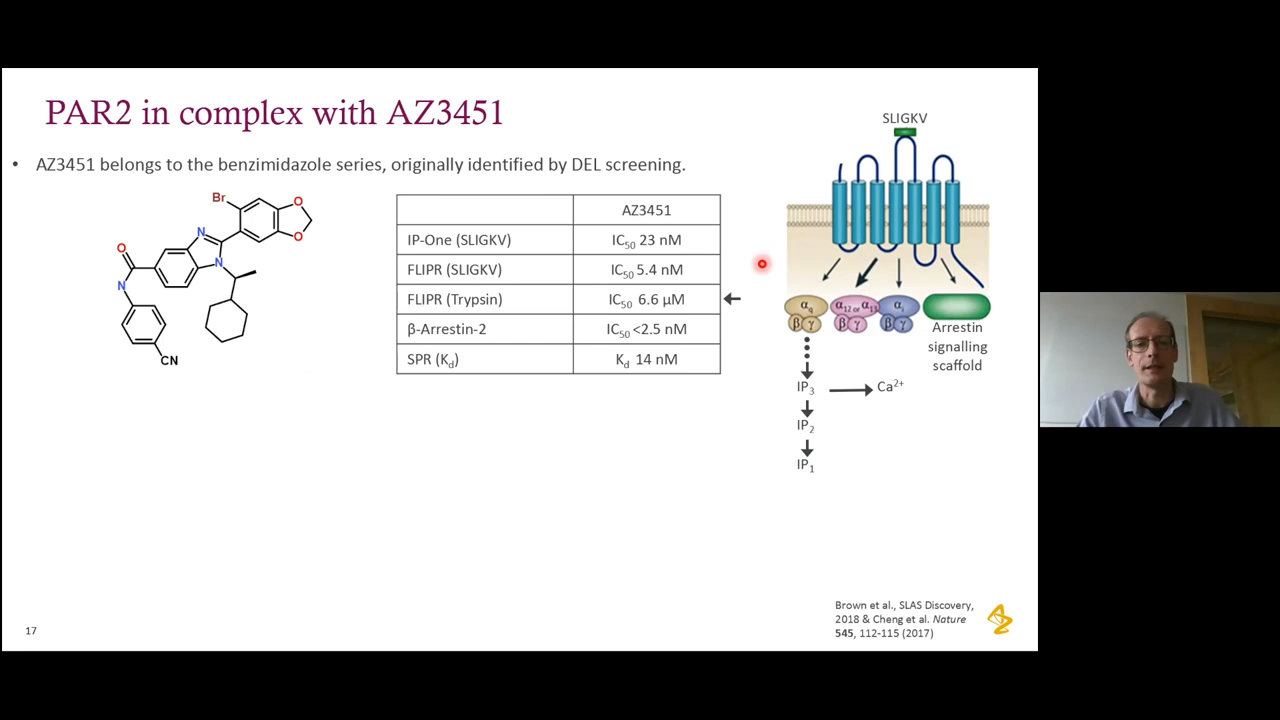 PAR2 in complex with AZ3451
• AZ3451 belongs to the benzimidazole series, originally identified by DEL screening.
Br
O
O
N
O
N
N
CN
AZ3451
IP-One (SLIGKV) IC50 23 nM
FLIPR (SLIGKV) IC50 5.4 nM
FLIPR (Trypsin) IC50 6.6 µM
β-Arrestin-2 IC50 <2.5 nM
SPR (Kd) Kd 14 nM
SLIGKV
αq α12 or α13 αi
β γ β γ β γ
Arrestin
signalling
scaffold
IP3 Ca2+
IP2
IP1
Brown et al., SLAS Discovery,
2018 & Cheng et al. Nature
545, 112-115 (2017)
17